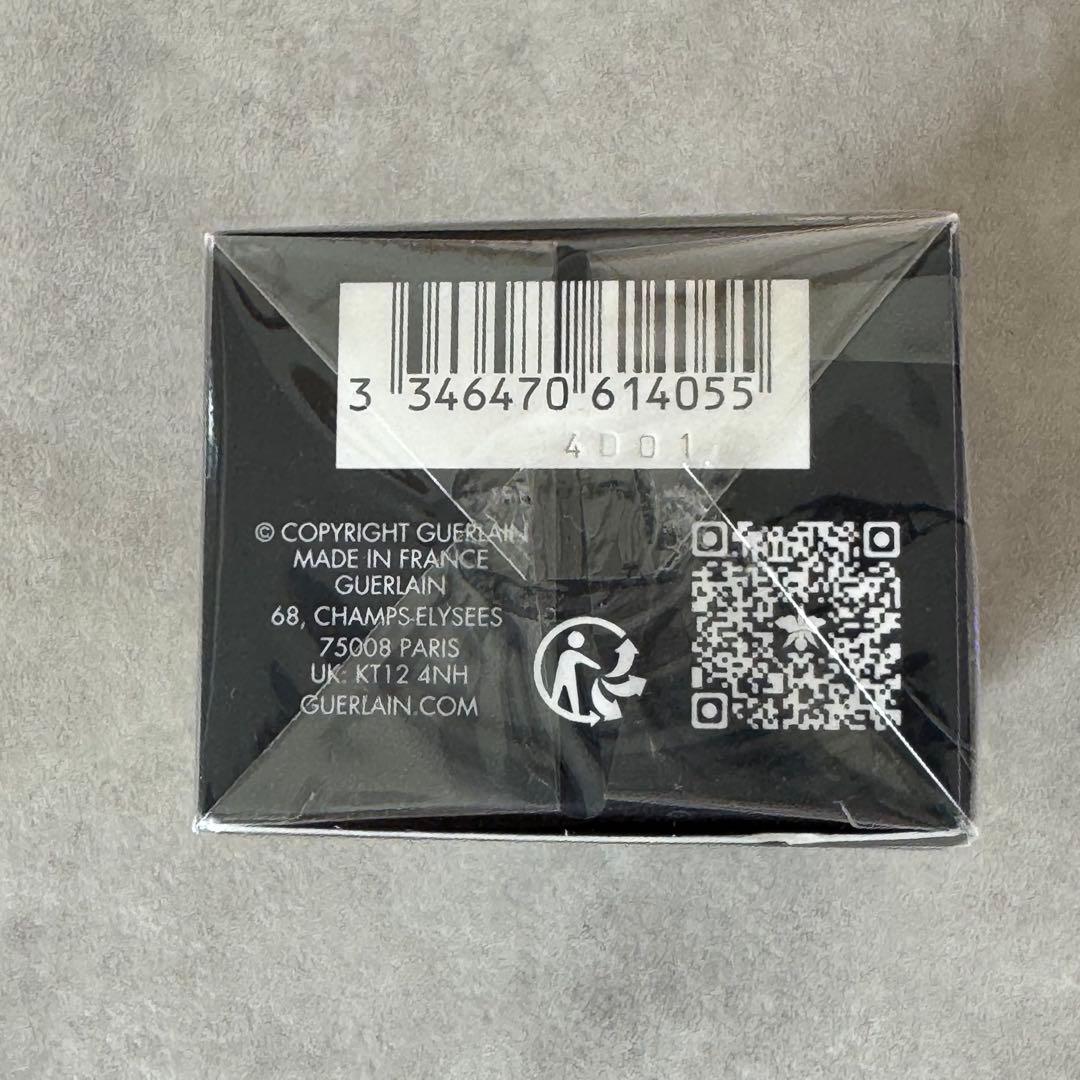 3 346470 614055
4D01
© COPYRIGHT GUERLAIN
MADE IN FRANCE
GUERLAIN
68, CHAMPS-ELYSEES
75008 PARIS
UK: KT12 4NH
GUERLAIN.COM